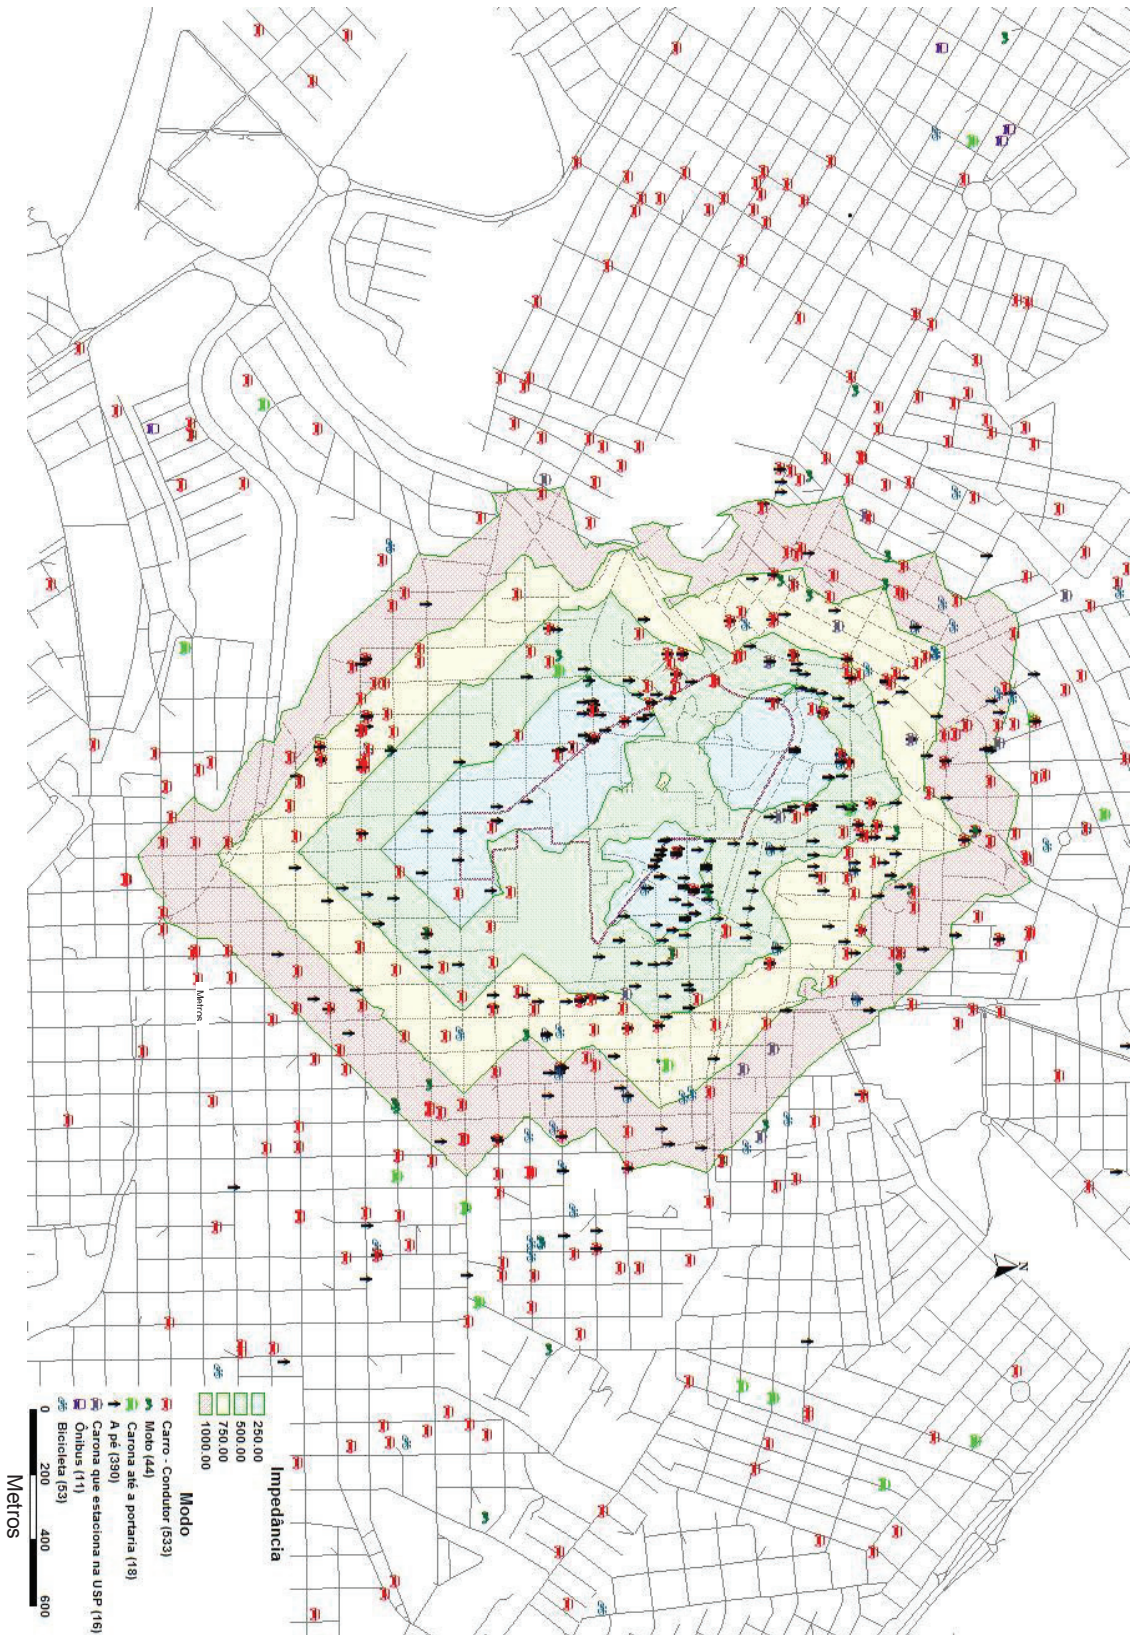 N
Metros
Impedância
250.00
500.00
750.00
1000.00
Modo
Carro - Condutor (533)
Moto (44)
Carona até a portaria (18)
A pé (390)
Carona que estaciona na USP (16)
Ônibus (11)
Bicicleta (53)
0 200 400 600
Metros